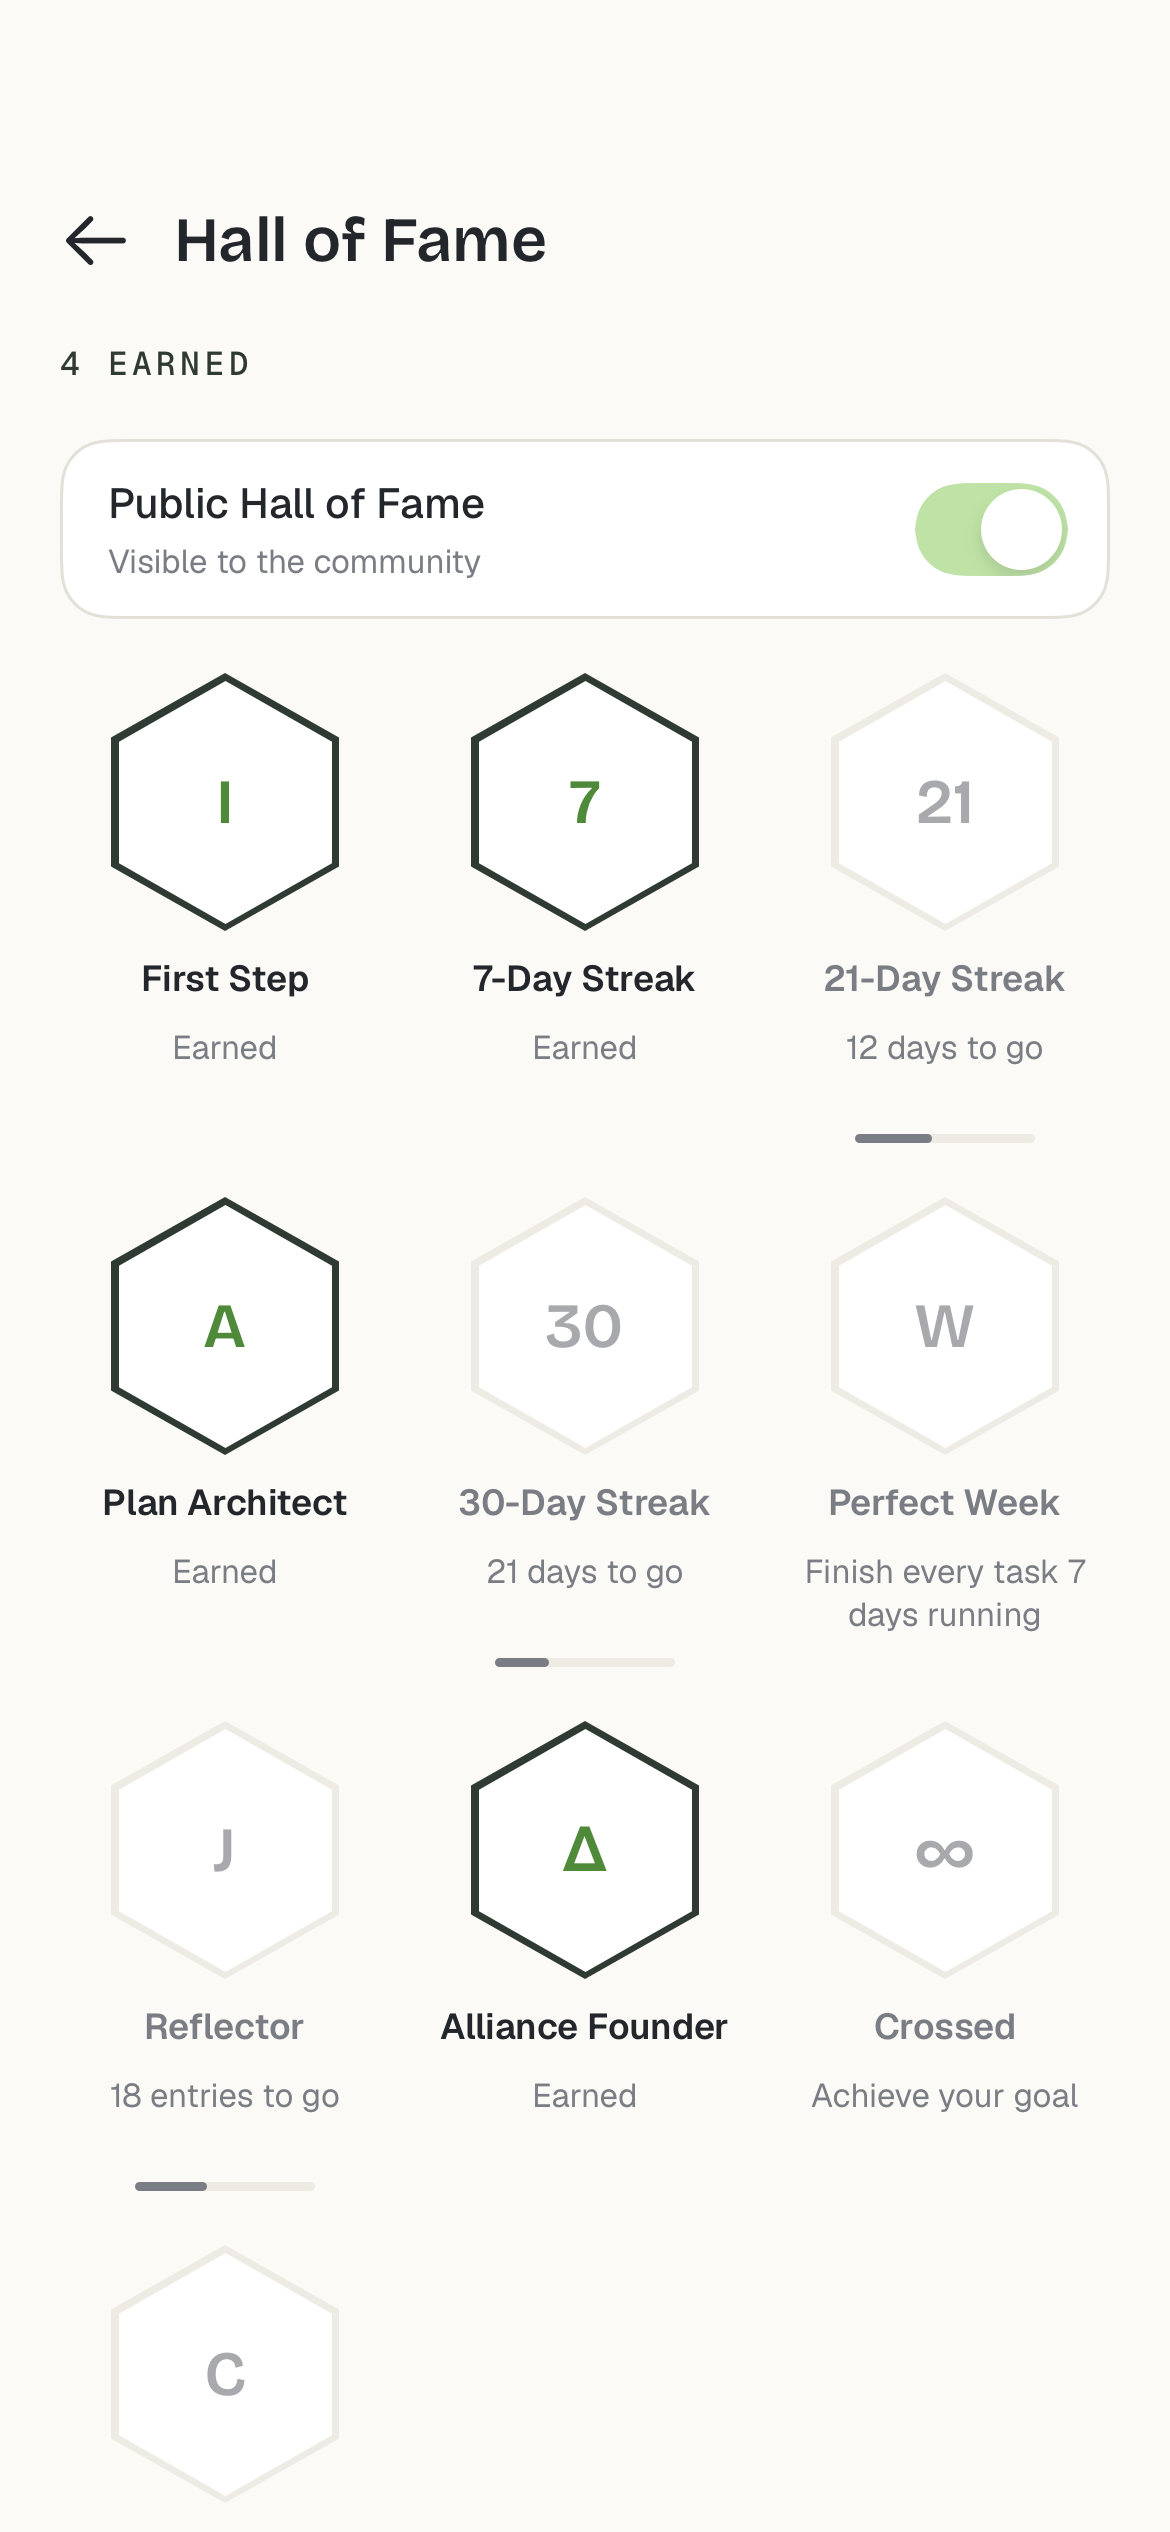 Hall of Fame
4 EARNED
Public Hall of Fame
Visible to the community
I
7
21
First Step
7-Day Streak
21-Day Streak
Earned
Earned
12 days to go
A
30
W
Plan Architect
30-Day Streak
Perfect Week
Earned
21 days to go
Finish every task 7
days running
J
Δ
∞
Reflector
Alliance Founder
Crossed
18 entries to go
Earned
Achieve your goal
C